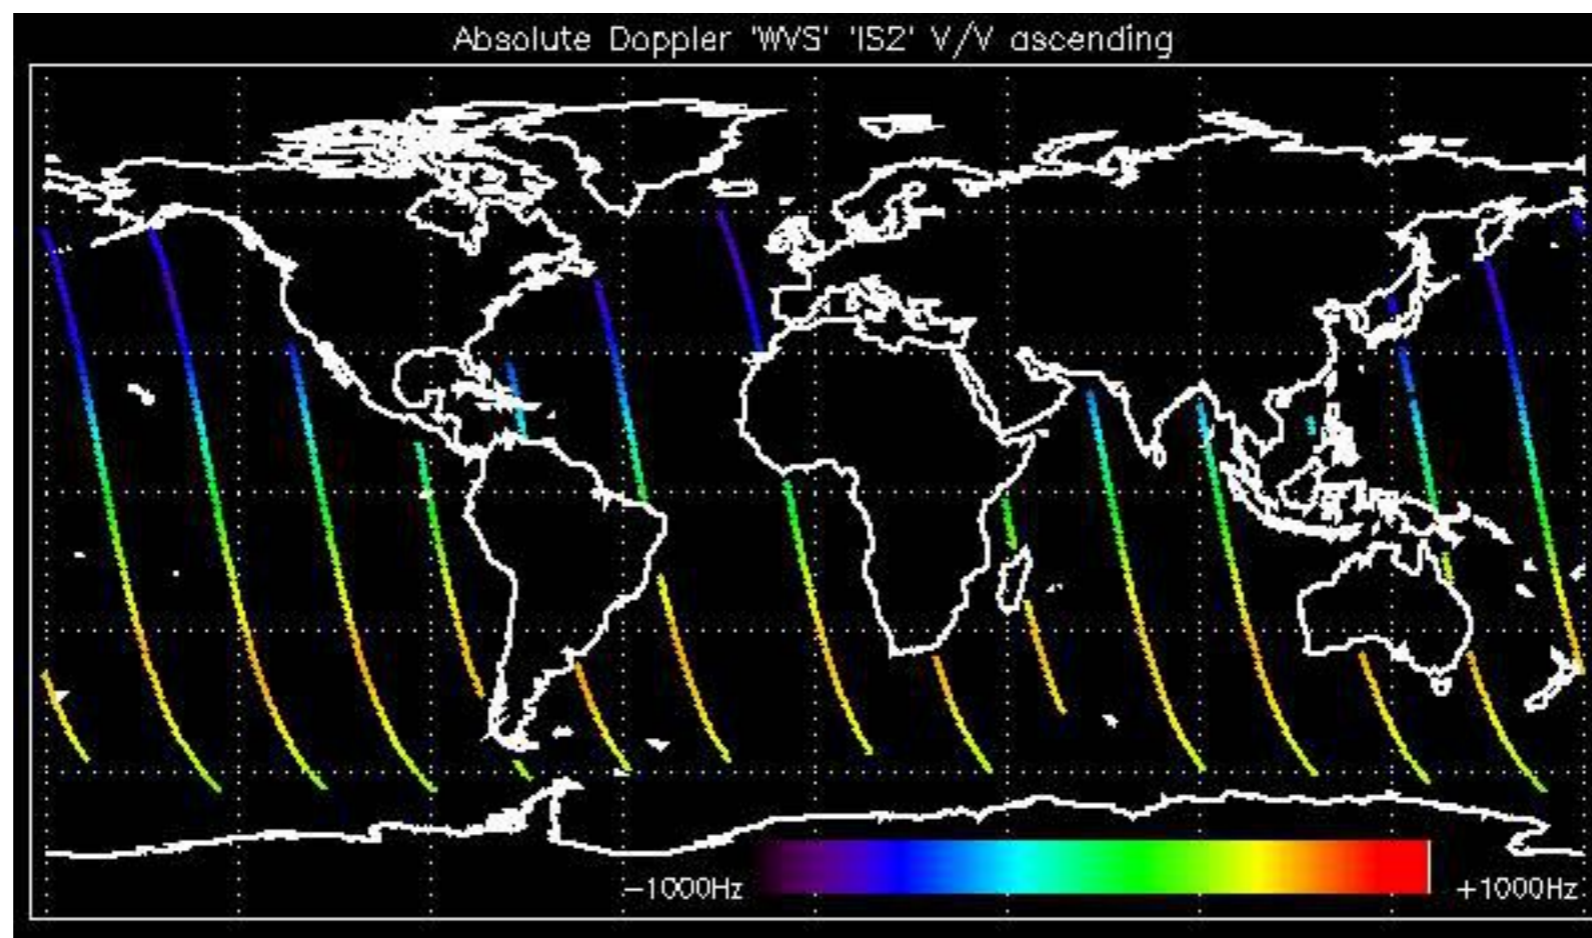 Absolute Doppler 'WVS' 'IS2' V/V ascending
−1000Hz +1000Hz